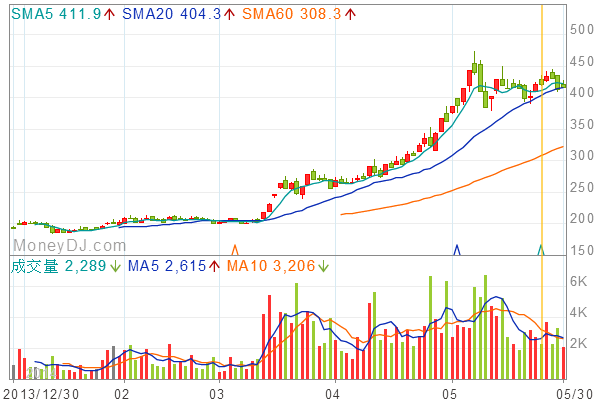 SMA5 411.9↑ SMA20 404.3↑ SMA60 308.3↑
500
450
400
350
300
250
200
150
MoneyDJ.com
成交量 2,289↓ MA5 2,615↑ MA10 3,206↓
6K
4K
2K
2013/12/30 02 03 04 05 05/30